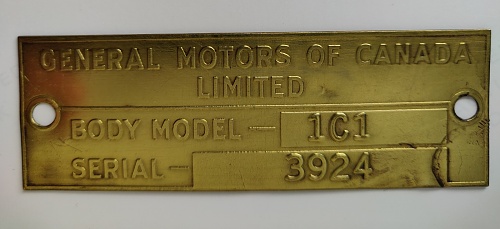 GENERAL MOTORS OF CANADA
LIMITED
BODY MODEL — 1C1
SERIAL — 3924